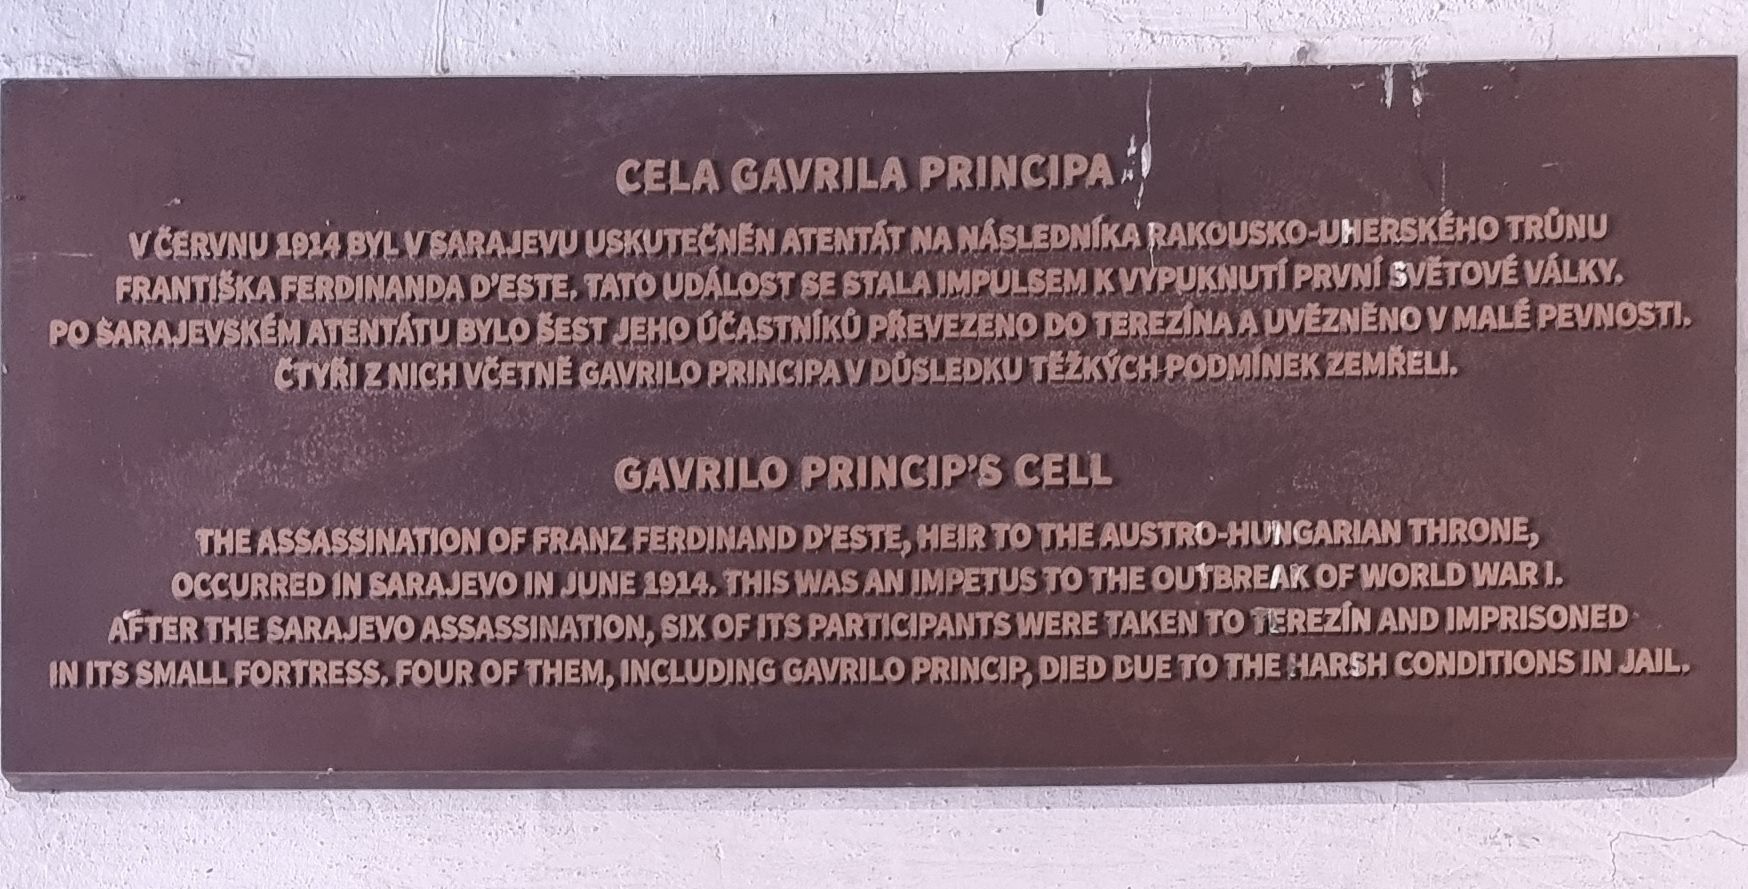 CELA GAVRILA PRINCIPA
V ČERVNU 1914 BYL V SARAJEVU USKUTEČNĚN ATENTÁT NA NÁSLEDNÍKA RAKOUSKO-UHERSKÉHO TRŮNU
FRANTIŠKA FERDINANDA D'ESTE. TATO UDÁLOST SE STALA IMPULSEM K VYPUKNUTÍ PRVNÍ SVĚTOVÉ VÁLKY.
PO SARAJEVSKÉM ATENTÁTU BYLO ŠEST JEHO ÚČASTNÍKŮ PŘEVEZENO DO TEREZÍNA A UVĚZNĚNO V MALÉ PEVNOSTI.
ČTYŘI Z NICH VČETNĚ GAVRILO PRINCIPA V DŮSLEDKU TĚŽKÝCH PODMÍNEK ZEMŘELI.
GAVRILO PRINCIP'S CELL
THE ASSASSINATION OF FRANZ FERDINAND D'ESTE, HEIR TO THE AUSTRO-HUNGARIAN THRONE,
OCCURRED IN SARAJEVO IN JUNE 1914. THIS WAS AN IMPETUS TO THE OUTBREAK OF WORLD WAR I.
AFTER THE SARAJEVO ASSASSINATION, SIX OF ITS PARTICIPANTS WERE TAKEN TO TEREZÍN AND IMPRISONED
IN ITS SMALL FORTRESS. FOUR OF THEM, INCLUDING GAVRILO PRINCIP, DIED DUE TO THE HARSH CONDITIONS IN JAIL.